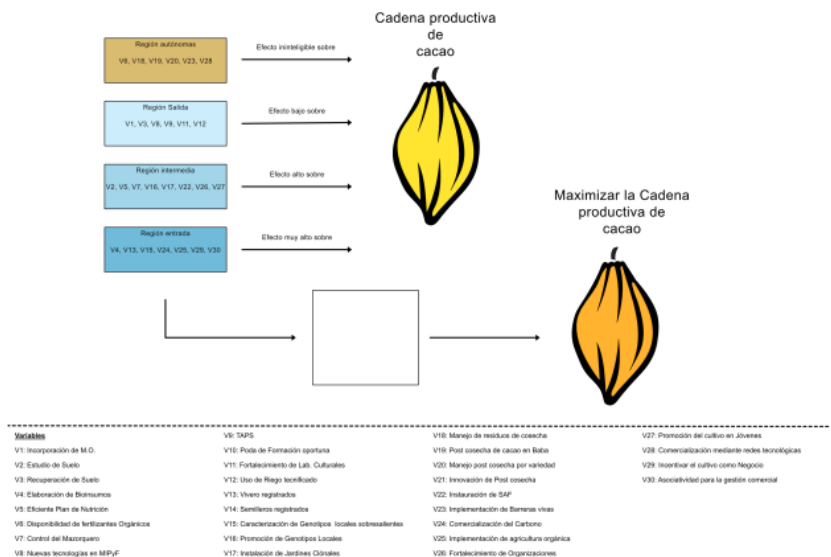 Cadena productiva
de
cacao
Región autónomas
V6, V18, V19, V20, V23, V28
Efecto ininteligible sobre
Región Salida
V1, V3, V8, V9, V11, V12
Efecto bajo sobre
Región intermedia
V2, V5, V7, V16, V17, V22, V26, V27
Efecto alto sobre
Región entrada
V4, V13, V15, V24, V25, V29, V30
Efecto muy alto sobre
Maximizar la Cadena
productiva de
cacao
Variables
V1: Incorporación de M.O.
V2: Estudio de Suelo
V3: Recuperación de Suelo
V4: Elaboración de Bioinsumos
V5: Eficiente Plan de Nutrición
V6: Disponibilidad de fertilizantes Orgánicos
V7: Control del Mazorquero
V8: Nuevas tecnologías en MIPyF
V9: TAPS
V10: Poda de Formación oportuna
V11: Fortalecimiento de Lab. Culturales
V12: Uso de Riego tecnificado
V13: Vivero registrados
V14: Semilleros registrados
V15: Caracterización de Genotipos locales sobresalientes
V16: Promoción de Genotipos Locales
V17: Instalación de Jardines Clónales
V18: Manejo de residuos de cosecha
V19: Post cosecha de cacao en Baba
V20: Manejo post cosecha por variedad
V21: Innovación de Post cosecha
V22: Instauración de SAF
V23: Implementación de Barreras vivas
V24: Comercialización del Carbono
V25: Implementación de agricultura orgánica
V26: Fortalecimiento de Organizaciones
V27: Promoción del cultivo en Jóvenes
V28: Comercialización mediante redes tecnológicas
V29: Incentivar el cultivo como Negocio
V30: Asociatividad para la gestión comercial